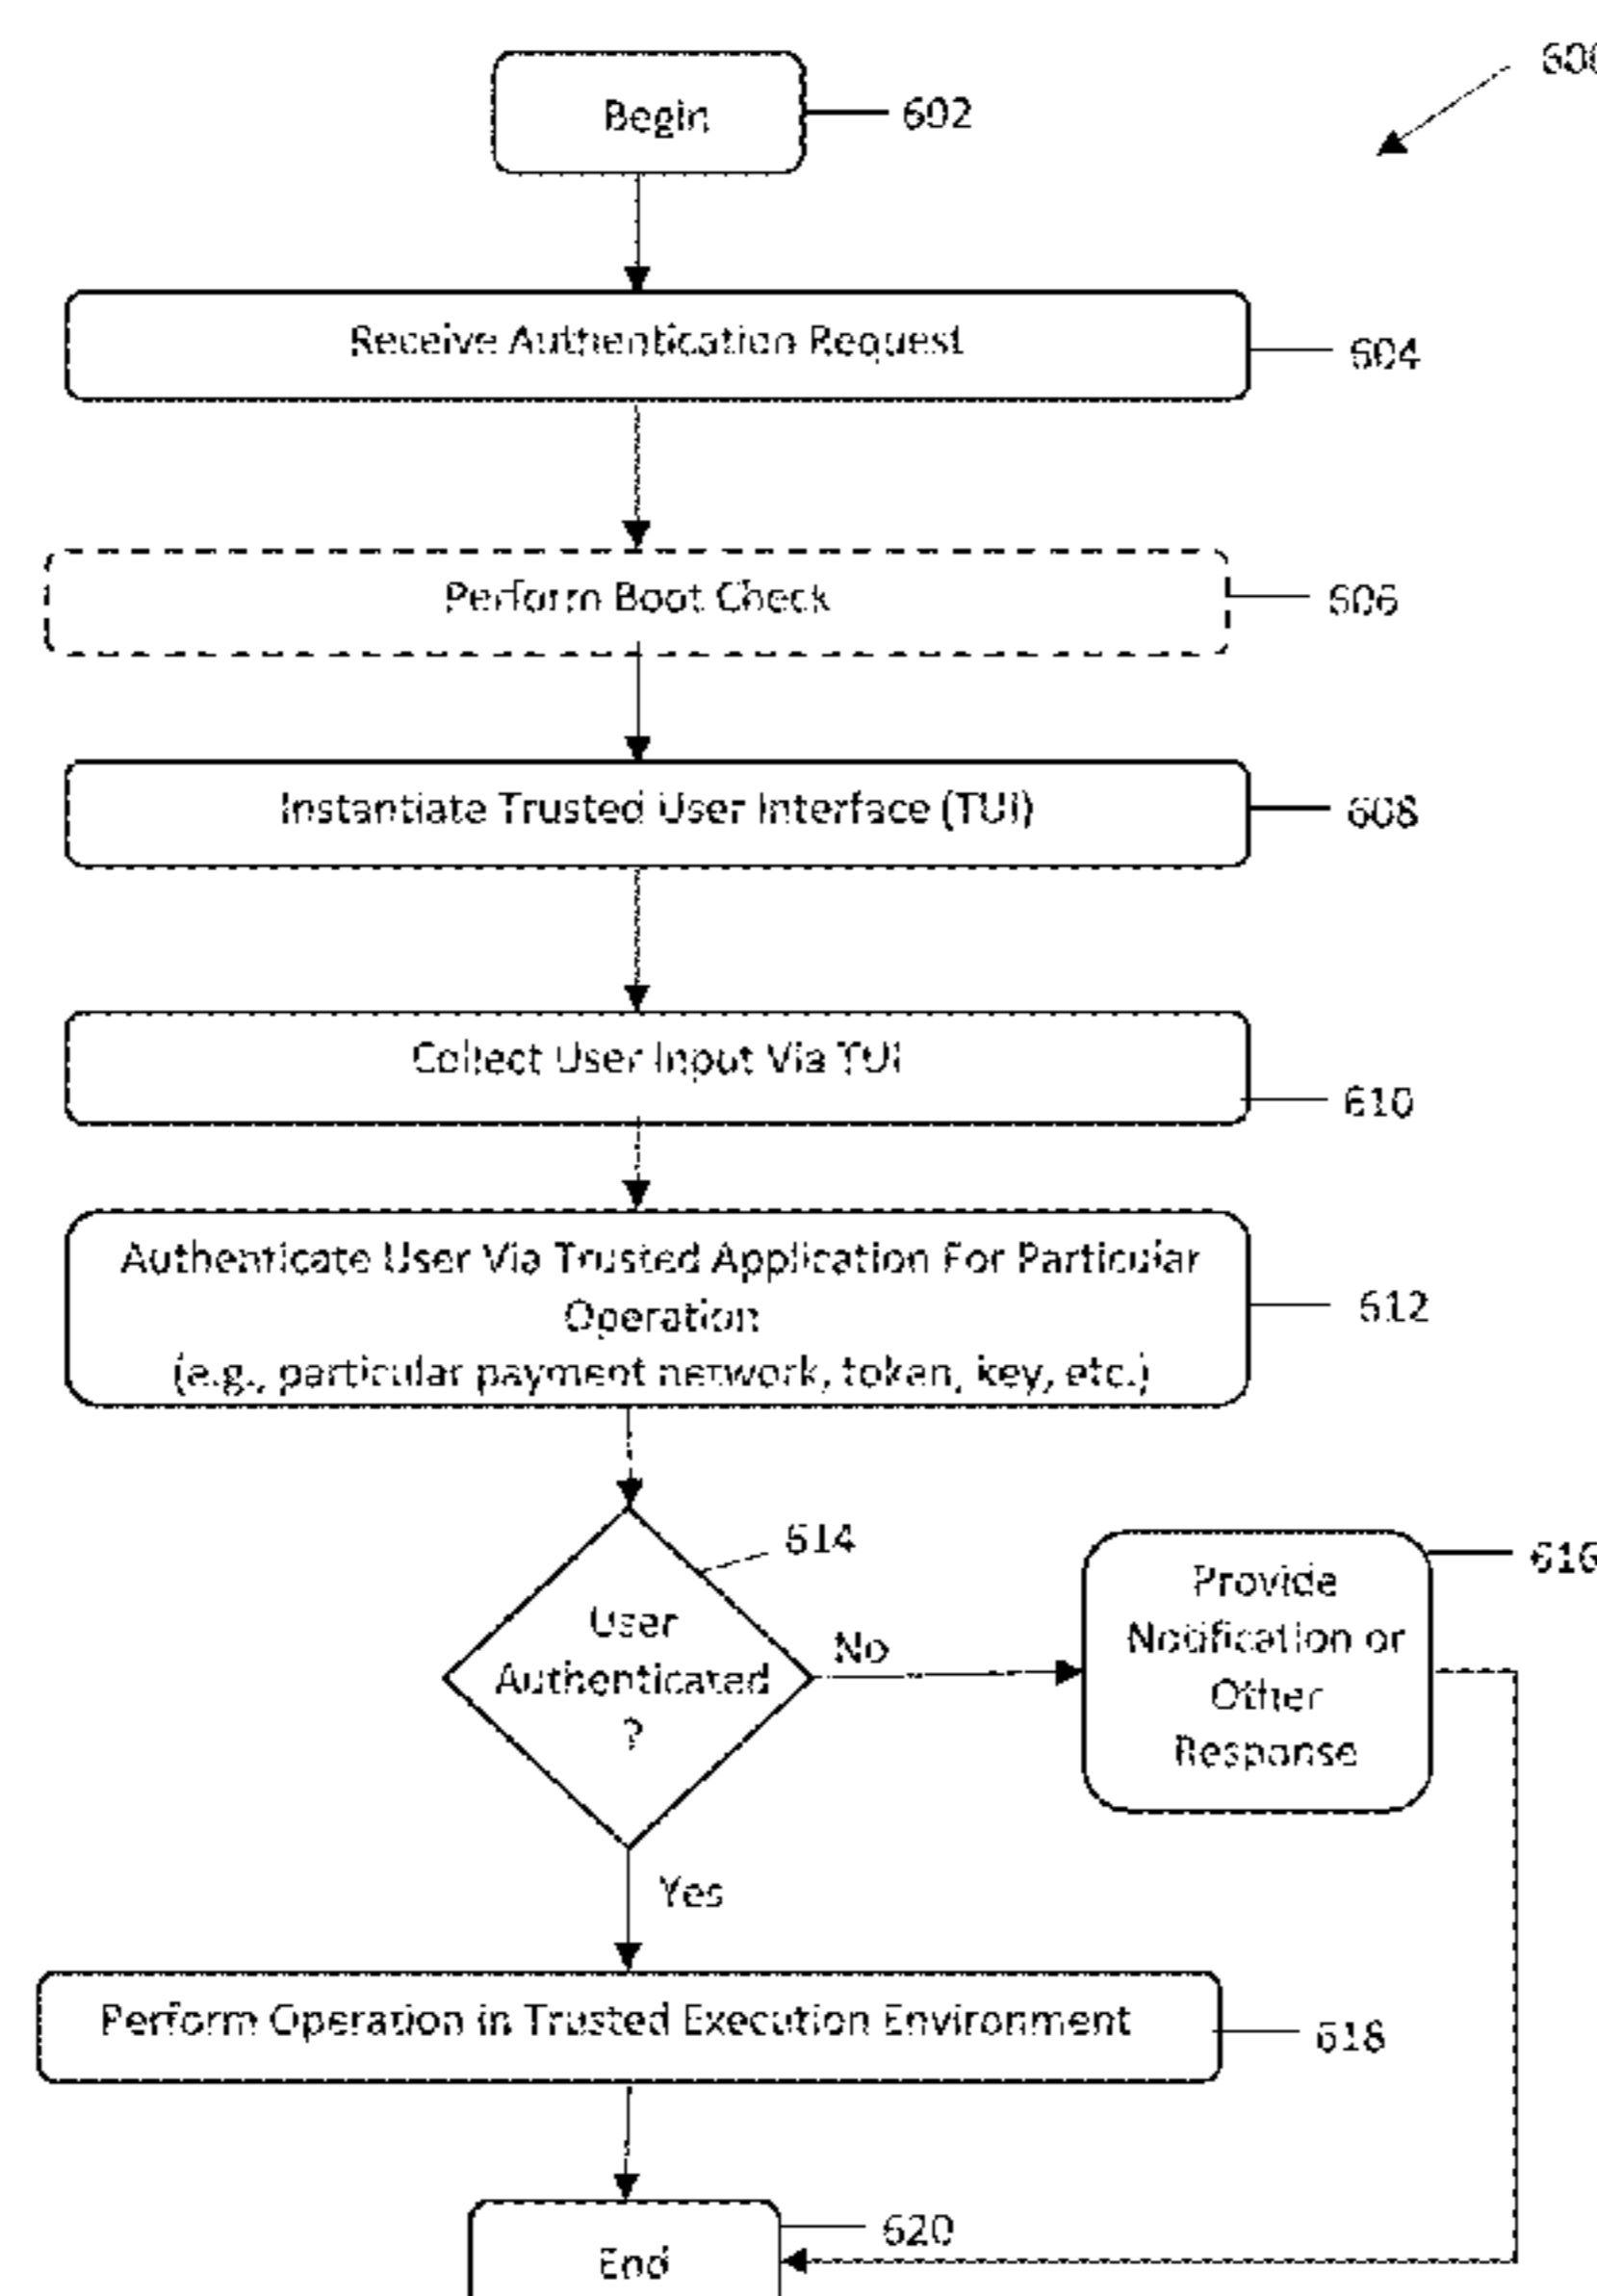 Begin
602
Receive Authentication Request
604
Perform Boot Check
606
Instantiate Trusted User Interface (TUI)
608
Collect User Input Via TUI
610
Authenticate User Via Trusted Application For Particular
Operation
(e.g., particular payment network, token, key, etc.)
612
614
User
Authenticated
?
No
Provide
Notification or
Other
Response
616
Yes
Perform Operation in Trusted Execution Environment
618
End
620